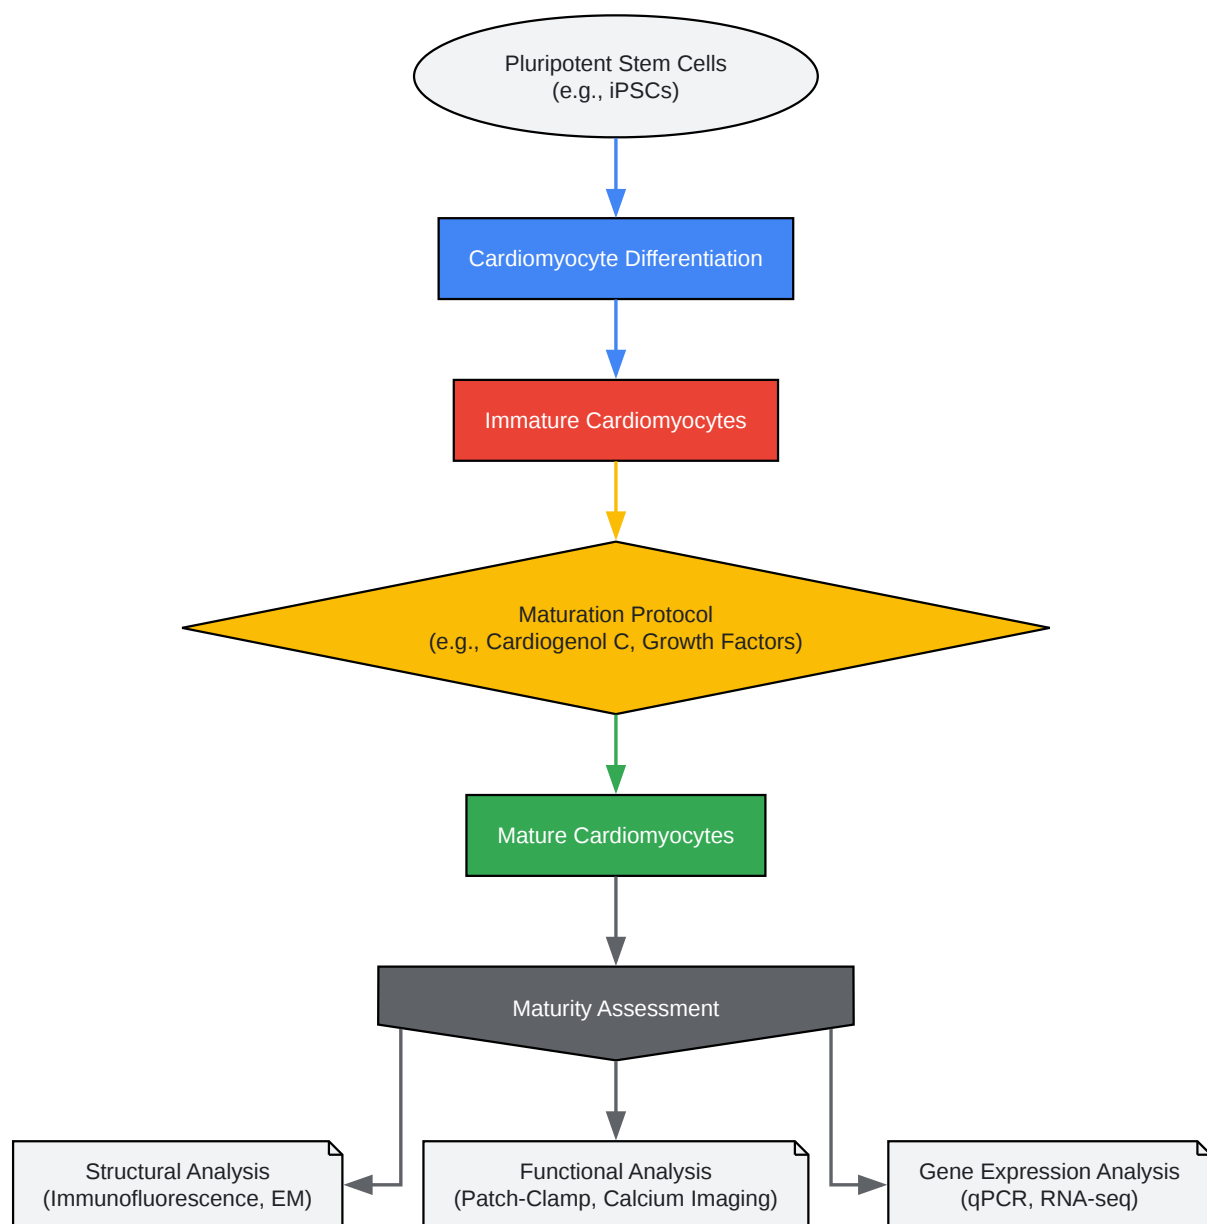 Pluripotent Stem Cells
(e.g., iPSCs)
Cardiomyocyte Differentiation
Immature Cardiomyocytes
Maturation Protocol
(e.g., Cardiogenol C, Growth Factors)
Mature Cardiomyocytes
Maturity Assessment
Structural Analysis
(Immunofluorescence, EM)
Functional Analysis
(Patch-Clamp, Calcium Imaging)
Gene Expression Analysis
(qPCR, RNA-seq)